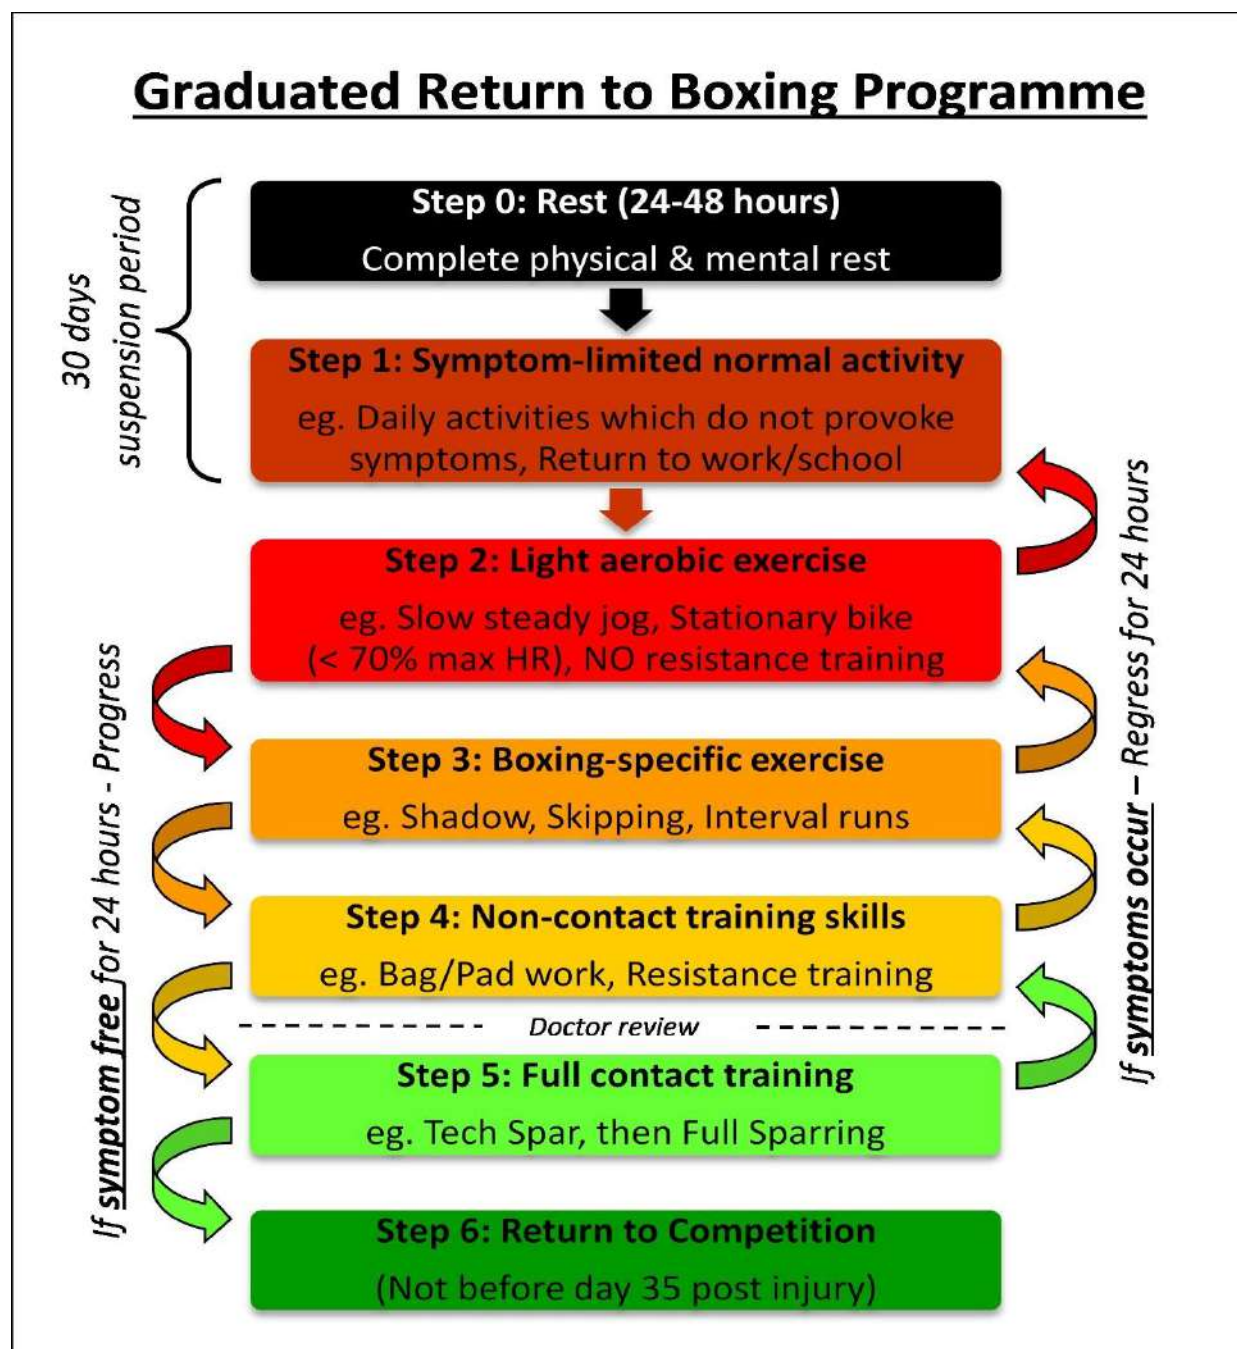 Graduated Return to Boxing Programme
30 days
suspension period
Step 0: Rest (24-48 hours)
Complete physical & mental rest
Step 1: Symptom-limited normal activity
eg. Daily activities which do not provoke
symptoms, Return to work/school
Step 2: Light aerobic exercise
eg. Slow steady jog, Stationary bike
(< 70% max HR), NO resistance training
Step 3: Boxing-specific exercise
eg. Shadow, Skipping, Interval runs
Step 4: Non-contact training skills
eg. Bag/Pad work, Resistance training
Doctor review
Step 5: Full contact training
eg. Tech Spar, then Full Sparring
Step 6: Return to Competition
(Not before day 35 post injury)
If symptom free for 24 hours - Progress
If symptoms occur – Regress for 24 hours